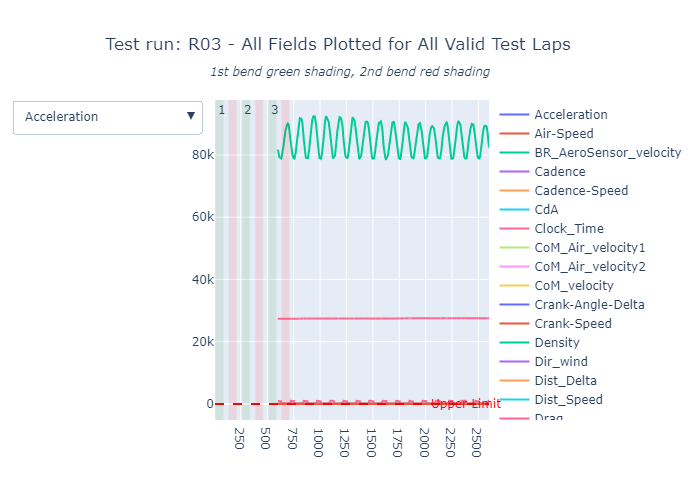 Test run: R03 - All Fields Plotted for All Valid Test Laps
1st bend green shading, 2nd bend red shading
Acceleration ▼
1 2 3
80k
60k
40k
20k
0
Upper Limit
250 500 750 1000 1250 1500 1750 2000 2250 2500
Acceleration
Air-Speed
BR_AeroSensor_velocity
Cadence
Cadence-Speed
CdA
Clock_Time
CoM_Air_velocity1
CoM_Air_velocity2
CoM_velocity
Crank-Angle-Delta
Crank-Speed
Density
Dir_wind
Dist_Delta
Dist_Speed
Drag